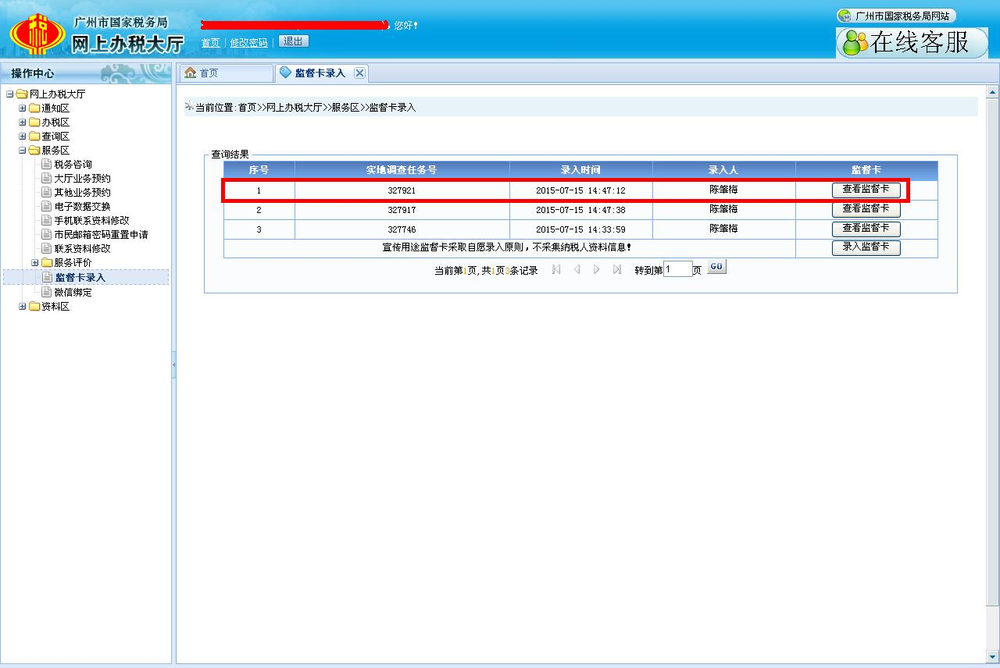 广州市国家税务局
网上办税大厅
, 您好!
首页 | 修改密码 | 退出
广州市国家税务局网站
在线客服
操作中心
首页
监督卡录入
网上办税大厅
通知区
办税区
查询区
服务区
税务咨询
大厅业务预约
其他业务预约
电子数据交换
手机联系资料修改
市民邮箱密码重置申请
联系资料修改
服务评价
监督卡录入
微信绑定
资料区
当前位置:首页>>网上办税大厅>>服务区>>监督卡录入
查询结果
序号 实地调查任务号 录入时间 录入人 监督卡
1 327921 2015-07-15 14:47:12 陈肇梅 查看监督卡
2 327917 2015-07-15 14:47:38 陈肇梅 查看监督卡
3 327746 2015-07-15 14:33:59 陈肇梅 查看监督卡
宣传用途监督卡采取自愿录入原则，不采集纳税人资料信息! 录入监督卡
当前第1页,共1页3条记录 转到第1页 GO